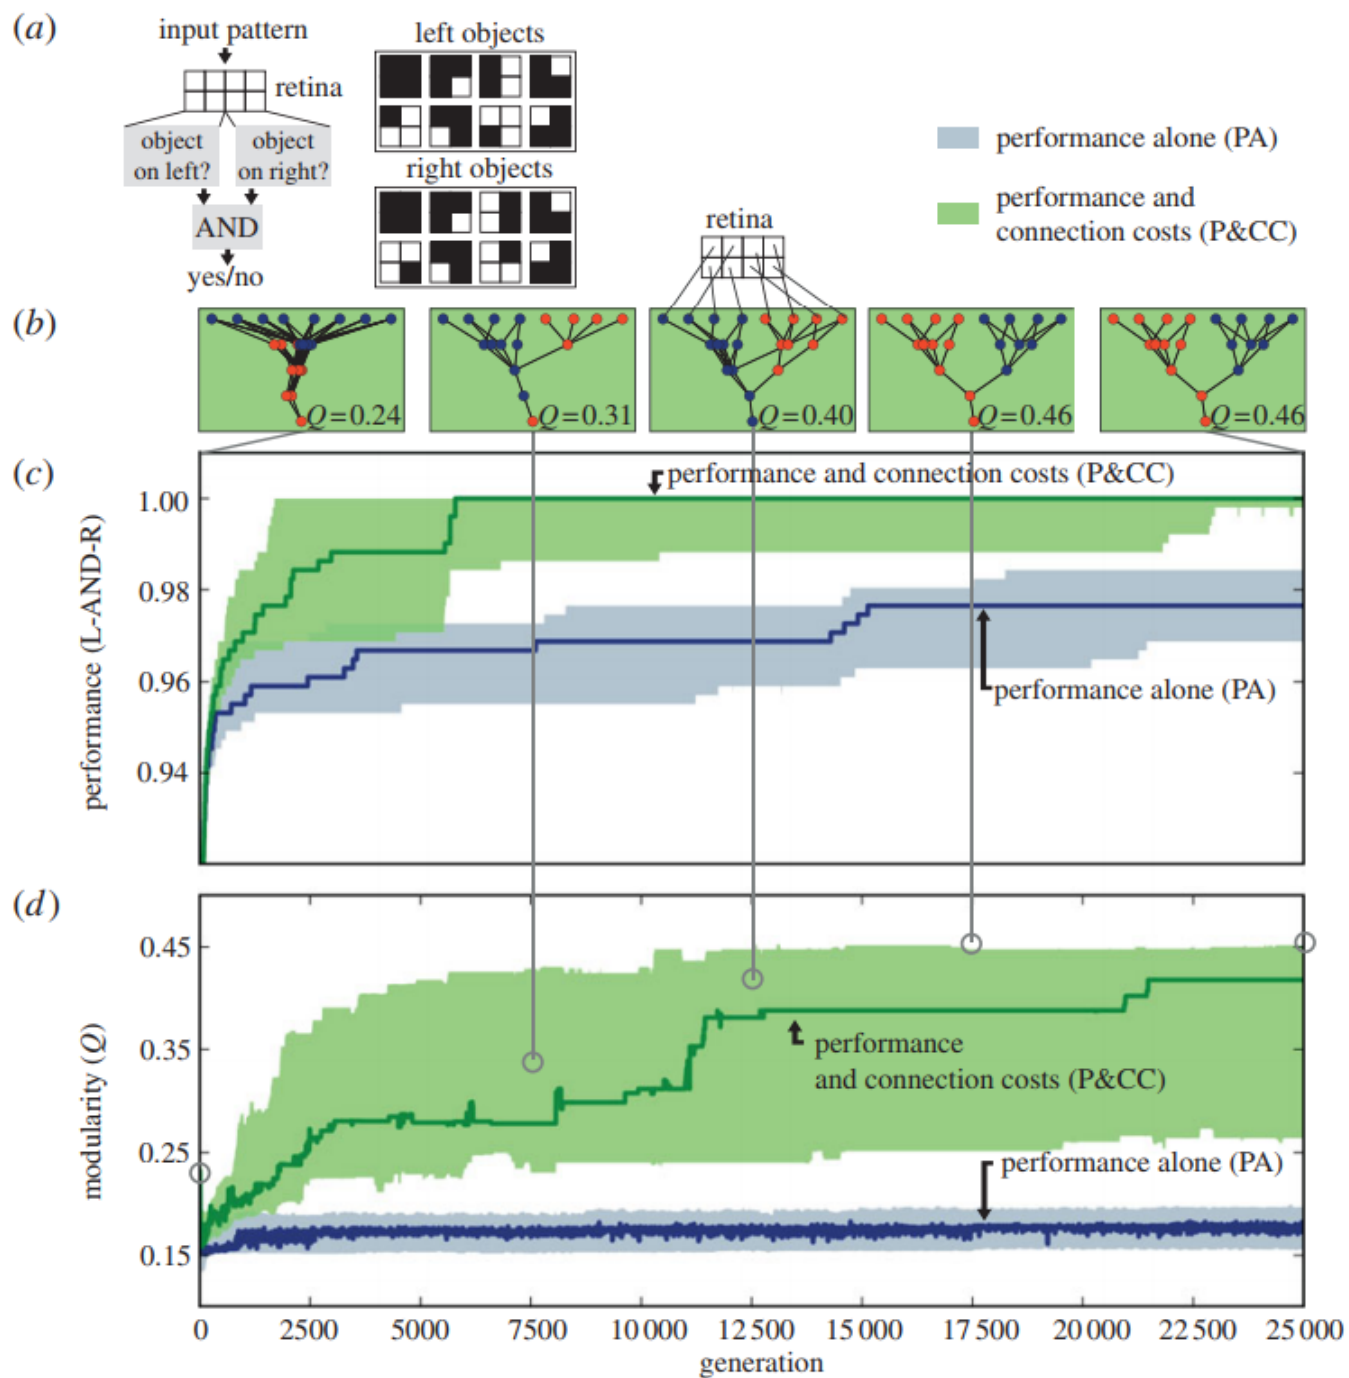 (a)
input pattern
retina
object
on left?
object
on right?
AND
yes/no
left objects
right objects
retina
performance alone (PA)
performance and
connection costs (P&CC)
(b)
Q=0.24
Q=0.31
Q=0.40
Q=0.46
Q=0.46
(c)
performance (L-AND-R)
1.00
0.98
0.96
0.94
performance and connection costs (P&CC)
performance alone (PA)
(d)
modularity (Q)
0.45
0.35
0.25
0.15
performance
and connection costs (P&CC)
performance alone (PA)
0 2500 5000 7500 10 000 12 500 15 000 17 500 20 000 22 500 25 000
generation